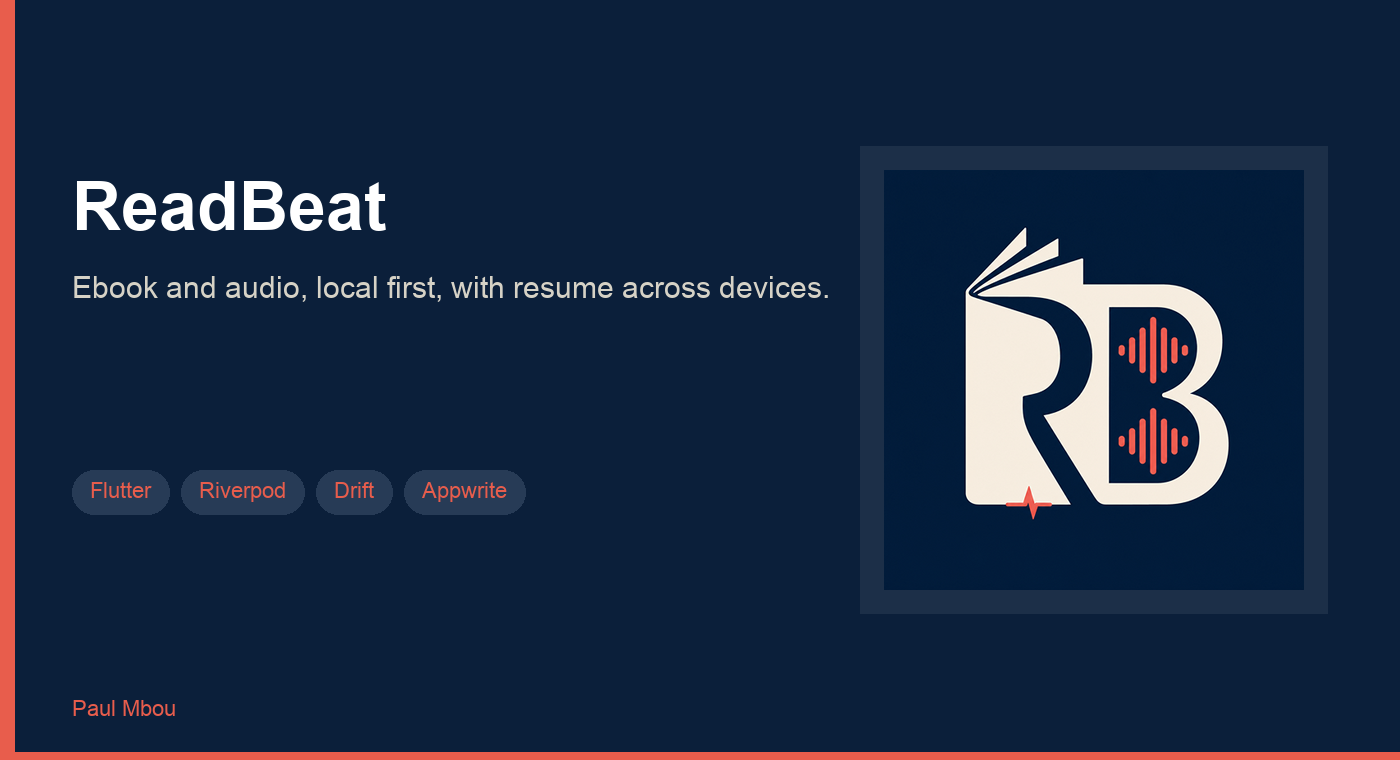 ReadBeat
Ebook and audio, local first, with resume across devices.
RB
Flutter Riverpod Drift Appwrite
Paul Mbou